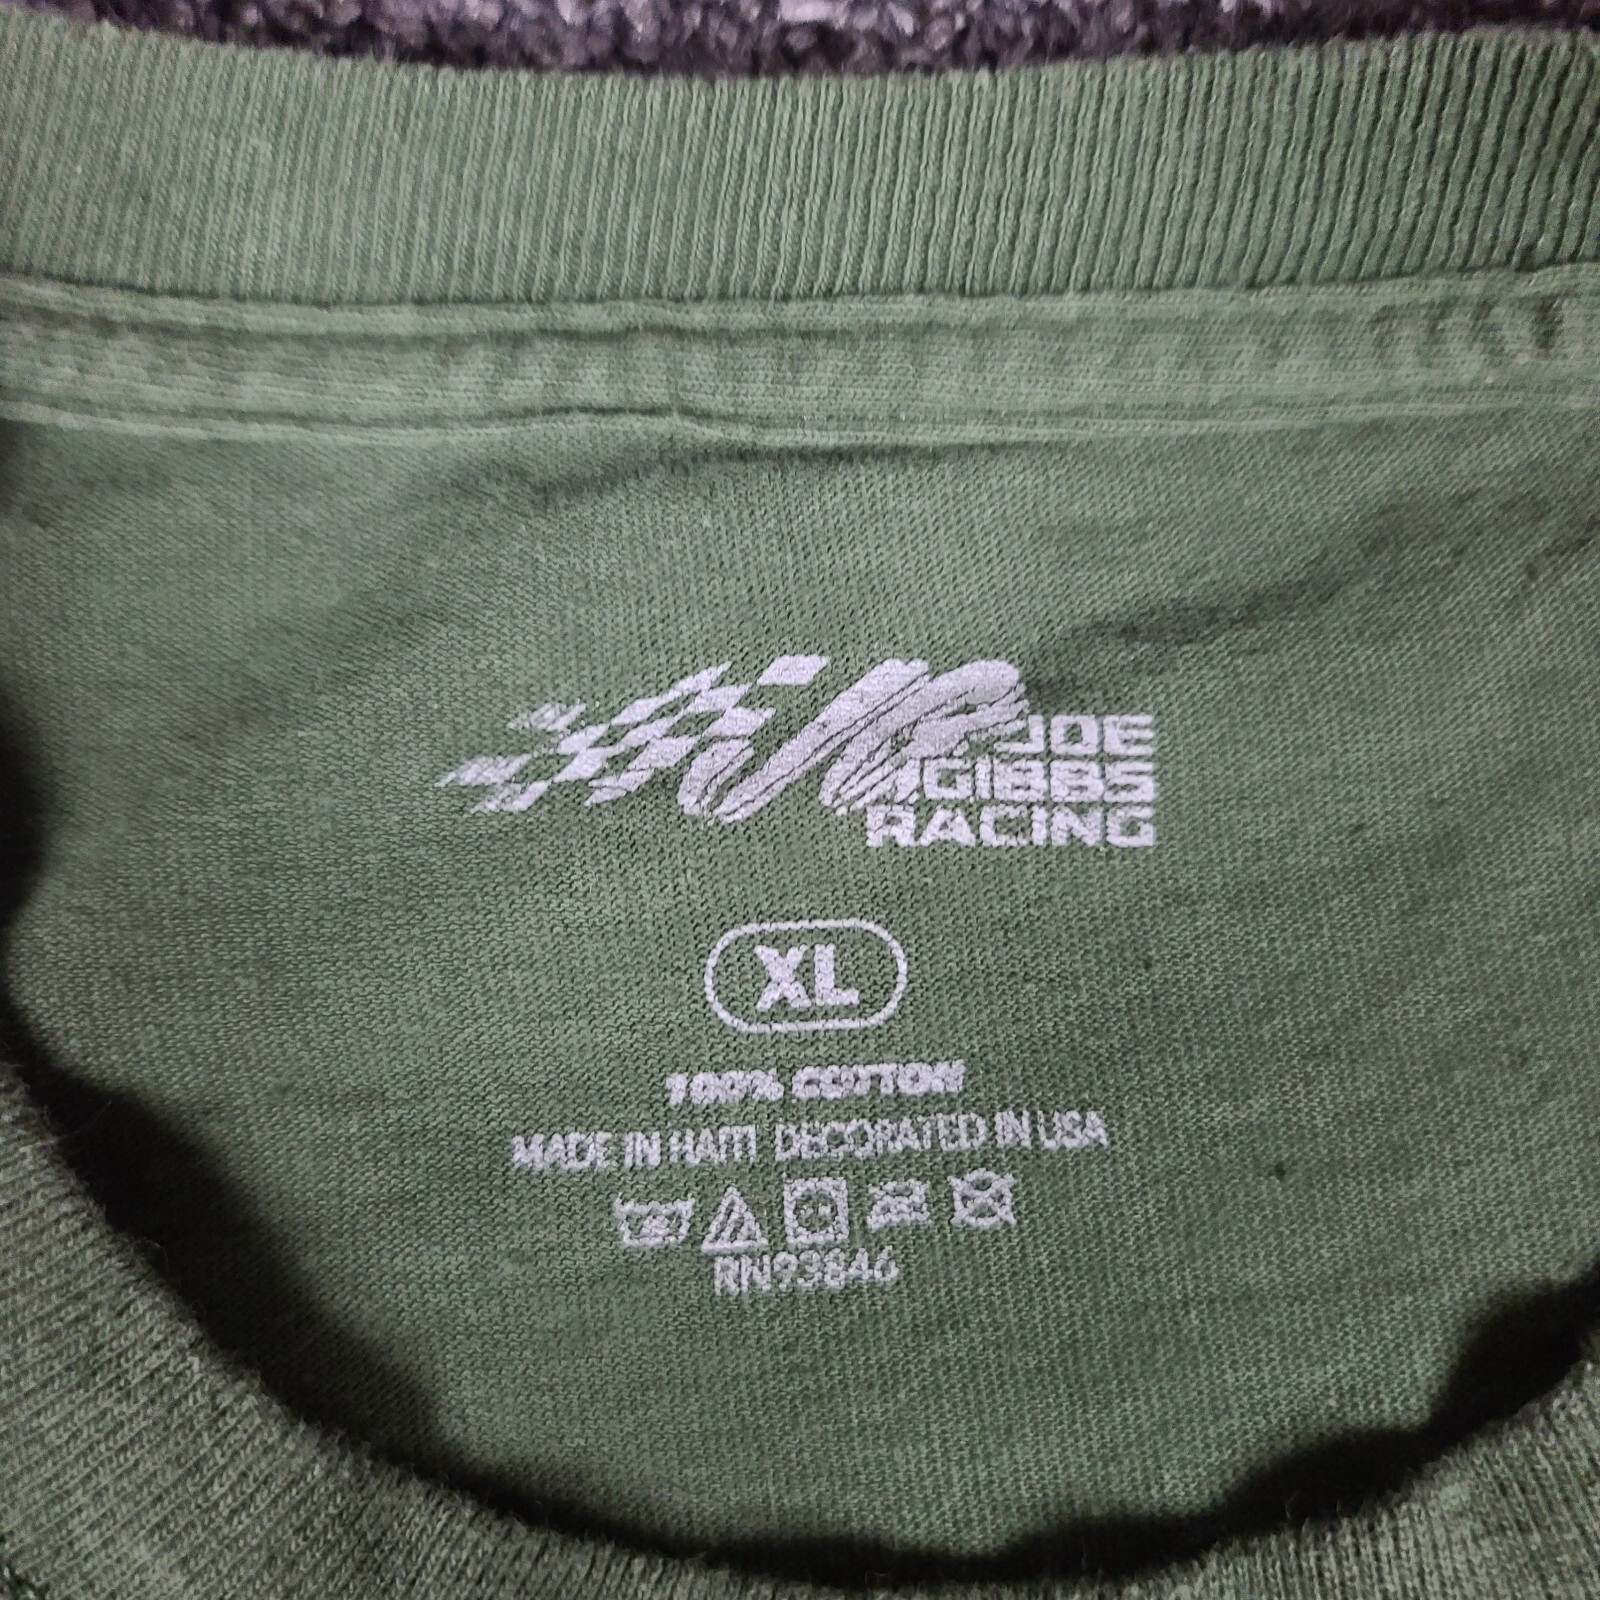 JOE
GIBBS
RACING
XL
100% COTTON
MADE IN HAITI DECORATED IN USA
RN93846